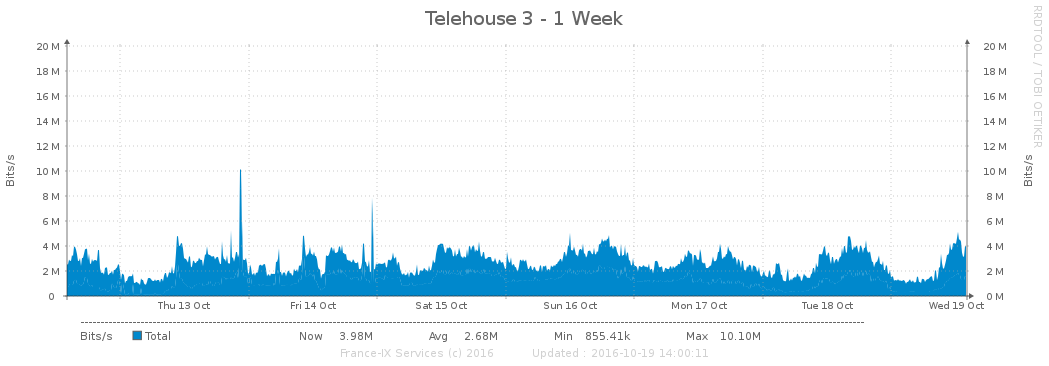 Telehouse 3 - 1 Week
RRDTOOL / TOBI OETIKER
Bits/s
20 M
18 M
16 M
14 M
12 M
10 M
8 M
6 M
4 M
2 M
0
20 M
18 M
16 M
14 M
12 M
10 M
8 M
6 M
4 M
2 M
0 M
Bits/s
Thu 13 Oct Fri 14 Oct Sat 15 Oct Sun 16 Oct Mon 17 Oct Tue 18 Oct Wed 19 Oct
Bits/s Total Now 3.98M Avg 2.68M Min 855.41k Max 10.10M
France-IX Services (c) 2016 Updated : 2016-10-19 14:00:11